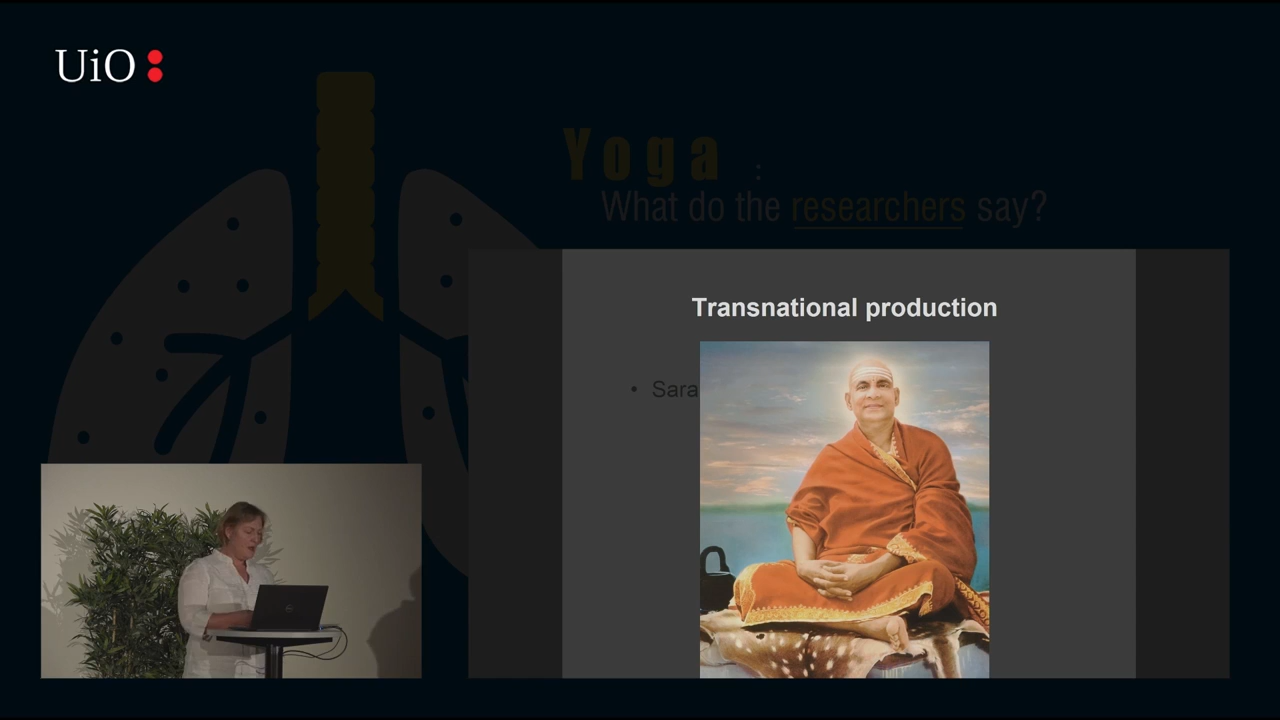 UiO:
Yoga :
What do the researchers say?
Transnational production
• Sara